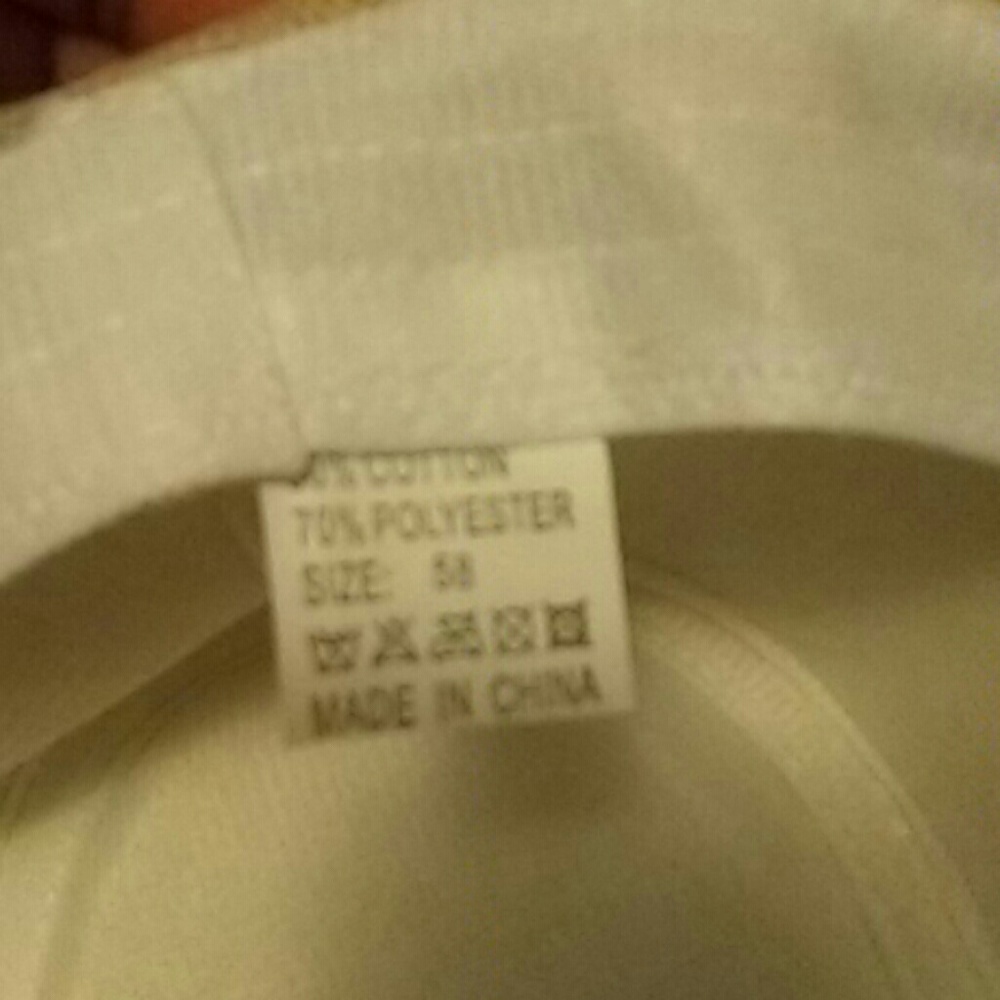 % COTTON
70% POLYESTER
SIZE: 58
MADE IN CHINA